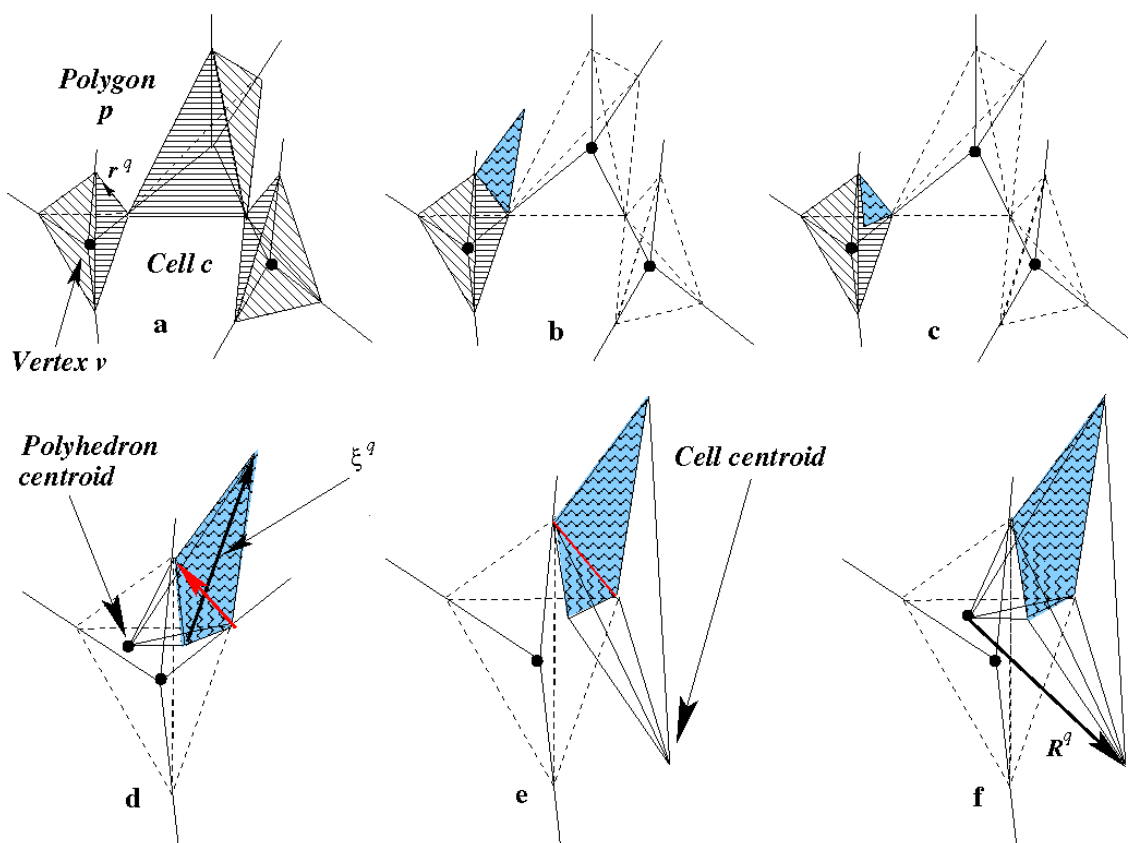 Polygon
p
r q
Cell c
a
Vertex v
b
c
Polyhedron
centroid
ξ q
d
Cell centroid
e
R q
f